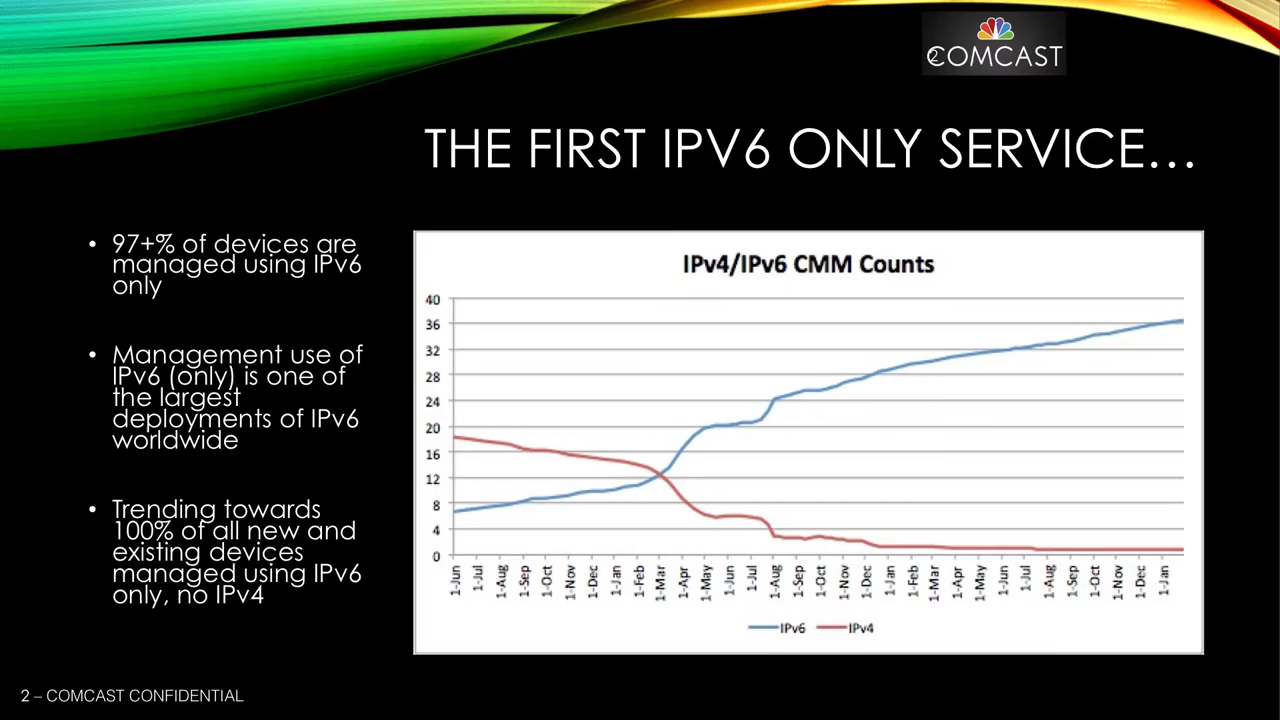 2
COMCAST
THE FIRST IPV6 ONLY SERVICE…
• 97+% of devices are
managed using IPv6
only
• Management use of
IPv6 (only) is one of
the largest
deployments of IPv6
worldwide
• Trending towards
100% of all new and
existing devices
managed using IPv6
only, no IPv4
IPv4/IPv6 CMM Counts
40
36
32
28
24
20
16
12
8
4
0
1-Jun
1-Jul
1-Aug
1-Sep
1-Oct
1-Nov
1-Dec
1-Jan
1-Feb
1-Mar
1-Apr
1-May
1-Jun
1-Jul
1-Aug
1-Sep
1-Oct
1-Nov
1-Dec
1-Jan
1-Feb
1-Mar
1-Apr
1-May
1-Jun
1-Jul
1-Aug
1-Sep
1-Oct
1-Nov
1-Dec
1-Jan
IPv6 IPv4
2 – COMCAST CONFIDENTIAL